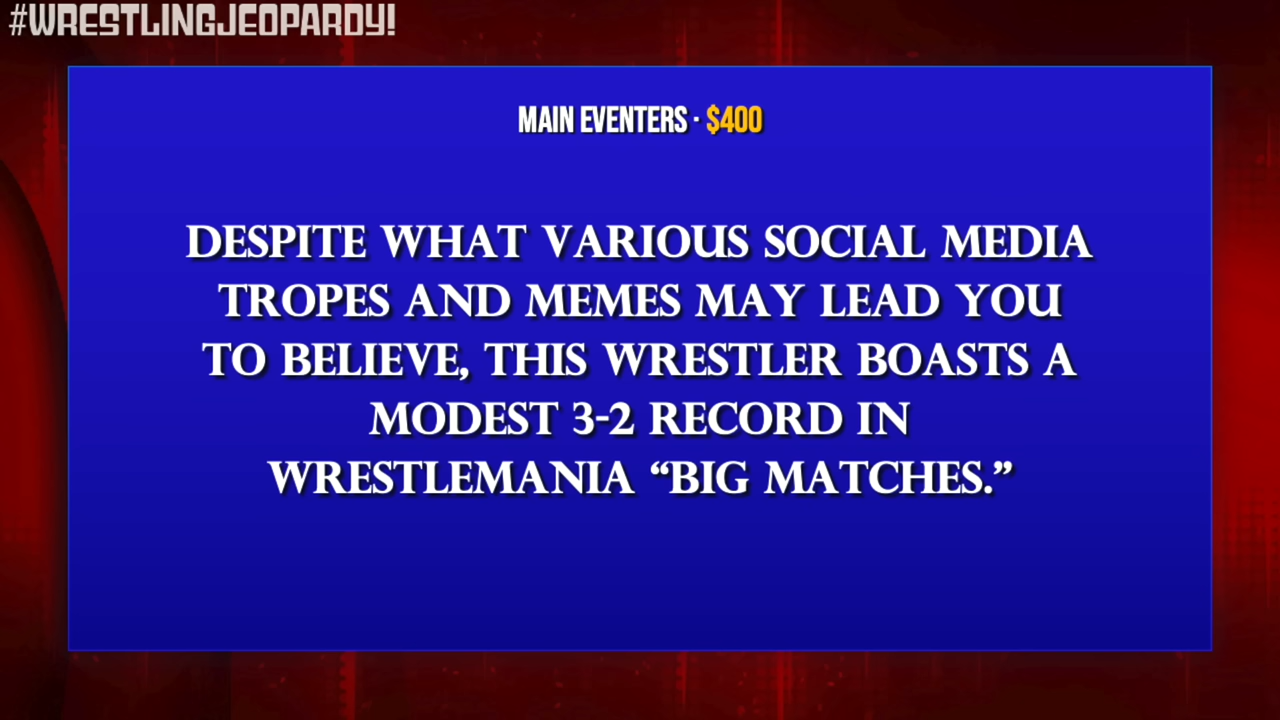 #WRESTLINGJEOPARDY!
MAIN EVENTERS · $400
DESPITE WHAT VARIOUS SOCIAL MEDIA
TROPES AND MEMES MAY LEAD YOU
TO BELIEVE, THIS WRESTLER BOASTS A
MODEST 3-2 RECORD IN
WRESTLEMANIA “BIG MATCHES.”